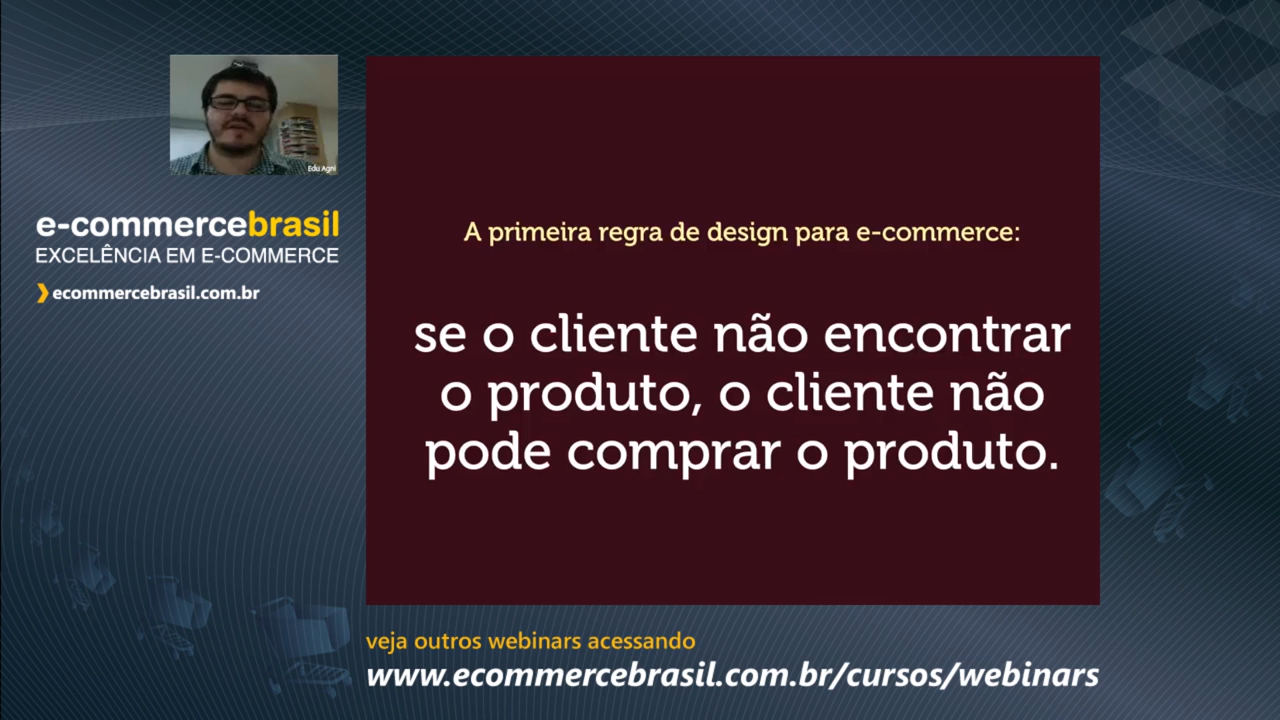 Edu Agni
e-commercebrasil
EXCELÊNCIA EM E-COMMERCE
ecommercebrasil.com.br
A primeira regra de design para e-commerce:
se o cliente não encontrar
o produto, o cliente não
pode comprar o produto.
veja outros webinars acessando
www.ecommercebrasil.com.br/cursos/webinars